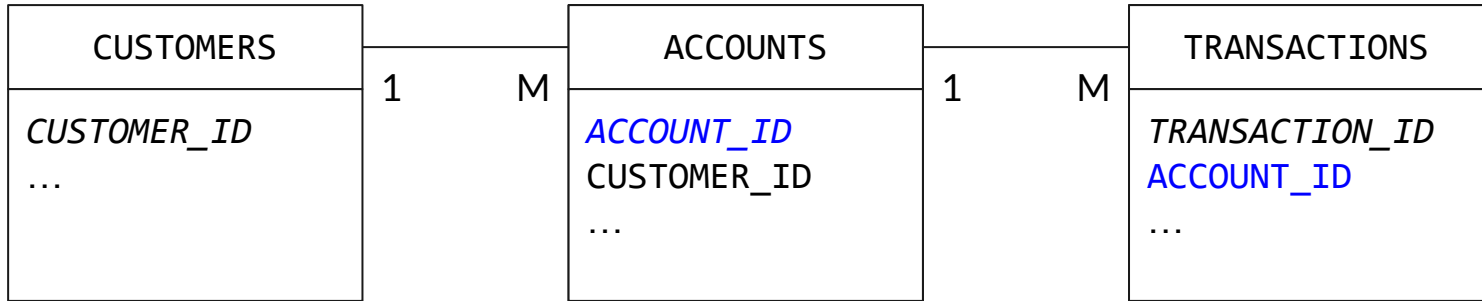 CUSTOMERS
1 M
ACCOUNTS
1 M
TRANSACTIONS
CUSTOMER_ID
…
ACCOUNT_ID
CUSTOMER_ID
…
TRANSACTION_ID
ACCOUNT_ID
…